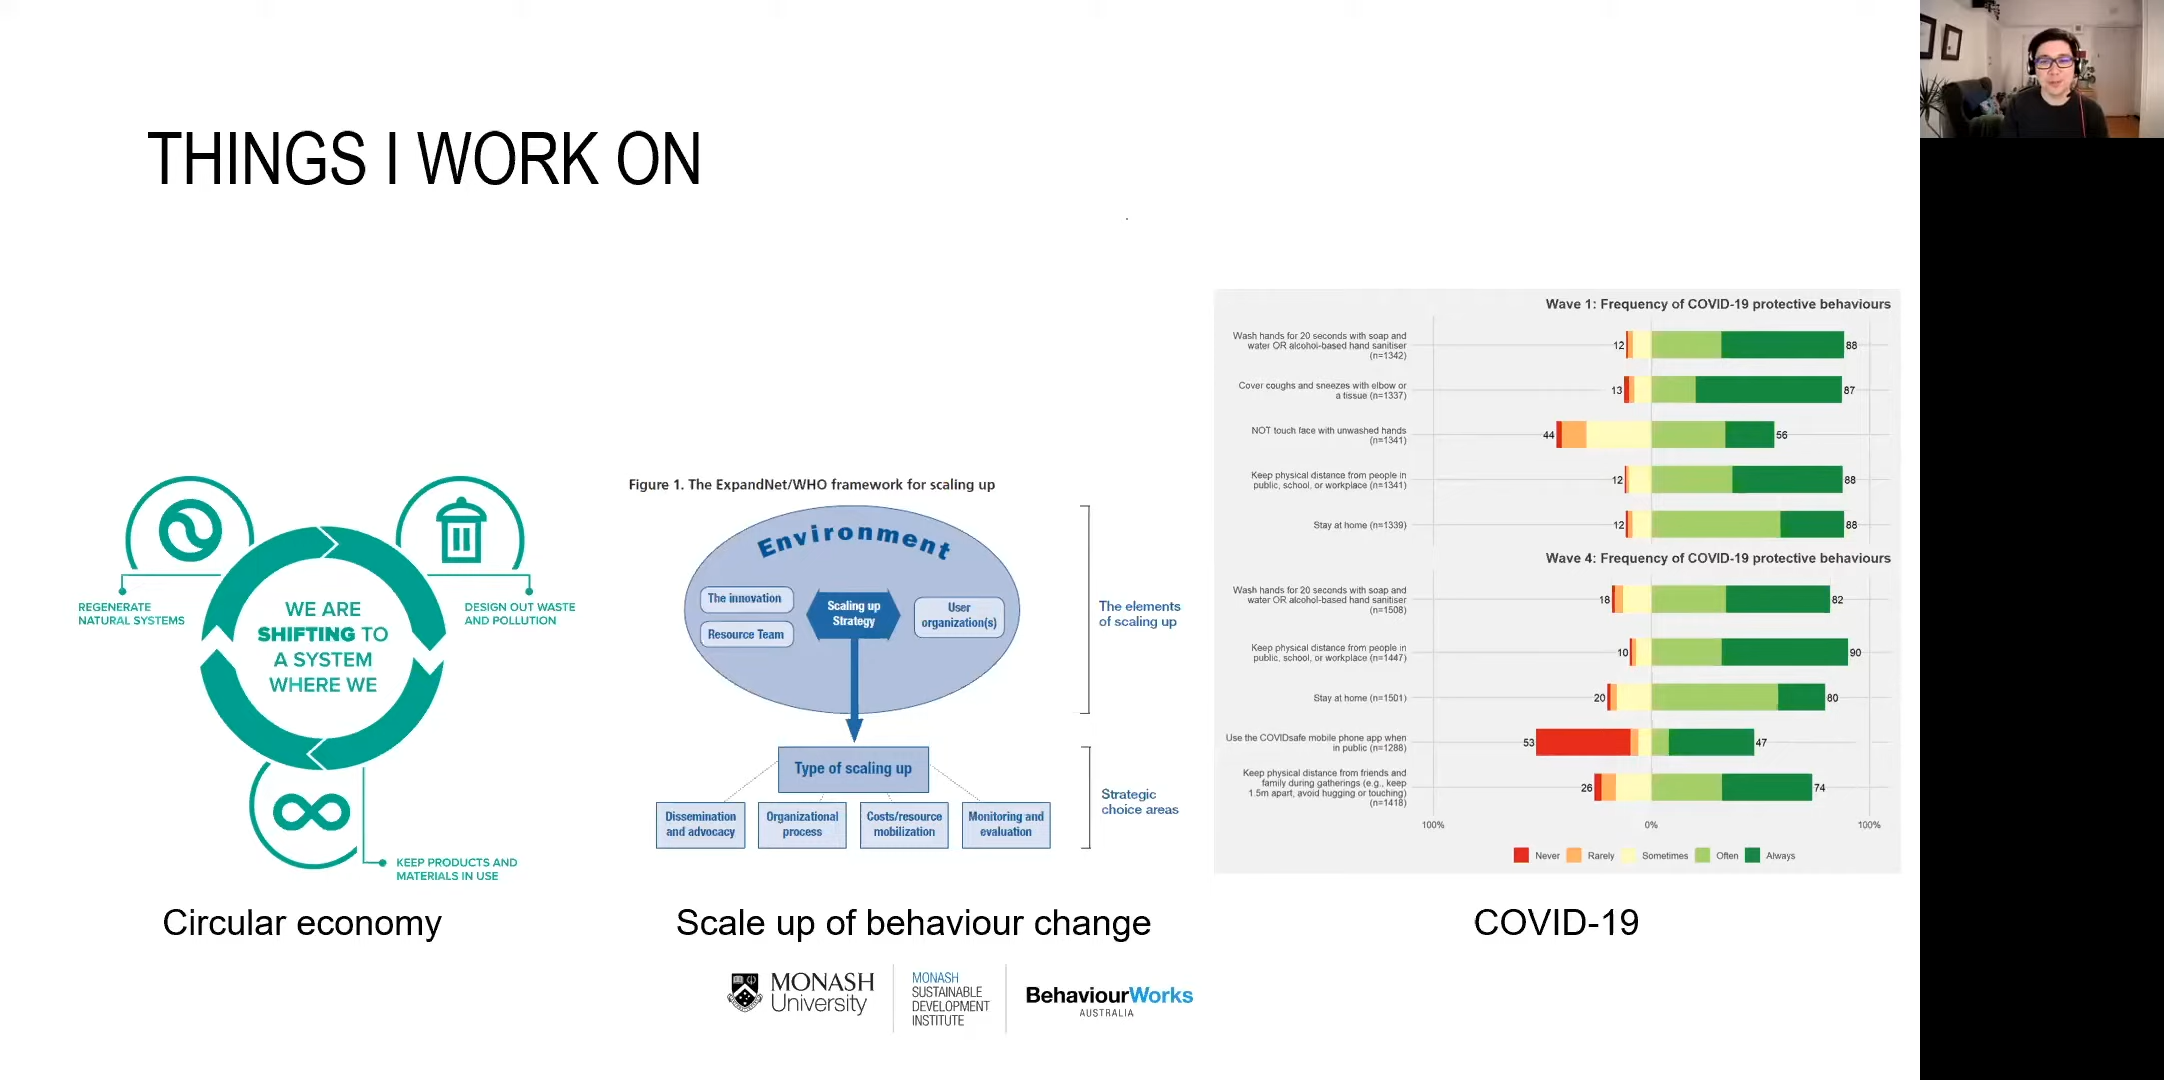 THINGS I WORK ON
REGENERATE
NATURAL SYSTEMS
DESIGN OUT WASTE
AND POLLUTION
WE ARE
SHIFTING TO
A SYSTEM
WHERE WE
KEEP PRODUCTS AND
MATERIALS IN USE
Circular economy
Figure 1. The ExpandNet/WHO framework for scaling up
Environment
The innovation
Resource Team
Scaling up
Strategy
User
organization(s)
The elements
of scaling up
Type of scaling up
Dissemination
and advocacy
Organizational
process
Costs/resource
mobilization
Monitoring and
evaluation
Strategic
choice areas
Scale up of behaviour change
Wave 1: Frequency of COVID-19 protective behaviours
Wash hands for 20 seconds with soap and
water OR alcohol-based hand sanitiser
(n=1342)
12
88
Cover coughs and sneezes with elbow or
a tissue (n=1337)
13
87
NOT touch face with unwashed hands
(n=1341)
44
56
Keep physical distance from people in
public, school, or workplace (n=1341)
12
88
Stay at home (n=1339)
12
88
Wave 4: Frequency of COVID-19 protective behaviours
Wash hands for 20 seconds with soap and
water OR alcohol-based hand sanitiser
(n=1508)
18
82
Keep physical distance from people in
public, school, or workplace (n=1447)
10
90
Stay at home (n=1501)
20
80
Use the COVIDsafe mobile phone app when
in public (n=1288)
53
47
Keep physical distance from friends and
family during gatherings (e.g., keep
1.5m apart, avoid hugging or touching)
(n=1418)
26
74
100%
0%
100%
Never
Rarely
Sometimes
Often
Always
COVID-19
MONASH
University
MONASH
SUSTAINABLE
DEVELOPMENT
INSTITUTE
BehaviourWorks
AUSTRALIA